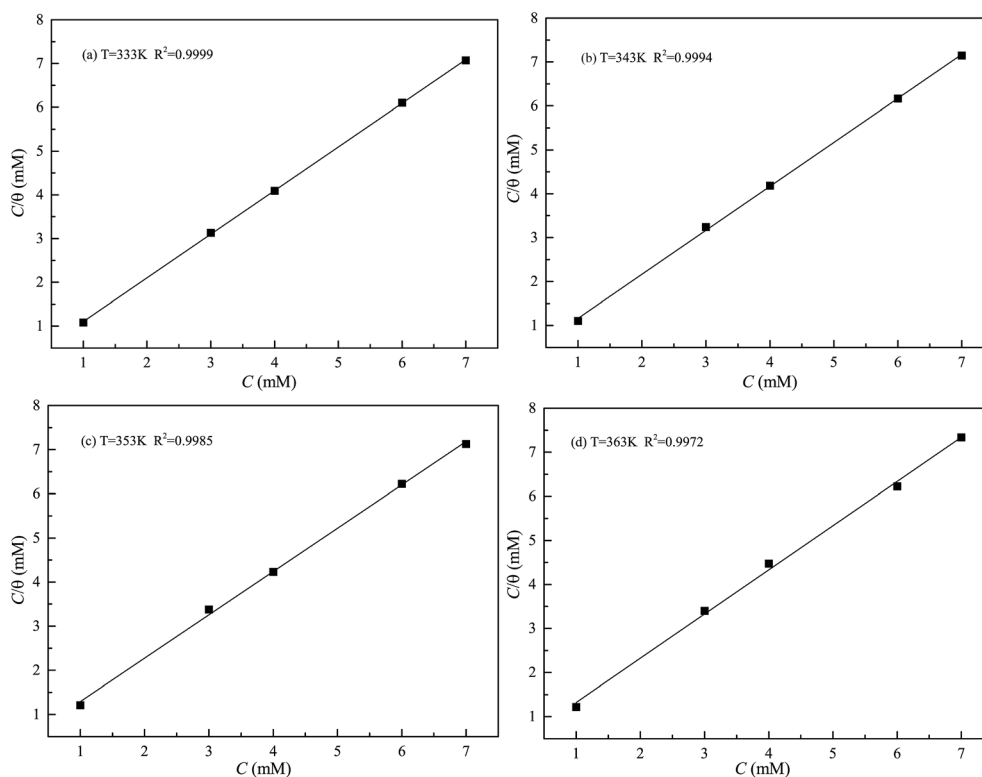 (a) T=333K R²=0.9999
8
7
6
5
4
3
2
1
C/θ (mM)
1 2 3 4 5 6 7
C (mM)
(b) T=343K R²=0.9994
8
7
6
5
4
3
2
1
C/θ (mM)
1 2 3 4 5 6 7
C (mM)
(c) T=353K R²=0.9985
8
7
6
5
4
3
2
1
C/θ (mM)
1 2 3 4 5 6 7
C (mM)
(d) T=363K R²=0.9972
8
7
6
5
4
3
2
1
C/θ (mM)
1 2 3 4 5 6 7
C (mM)